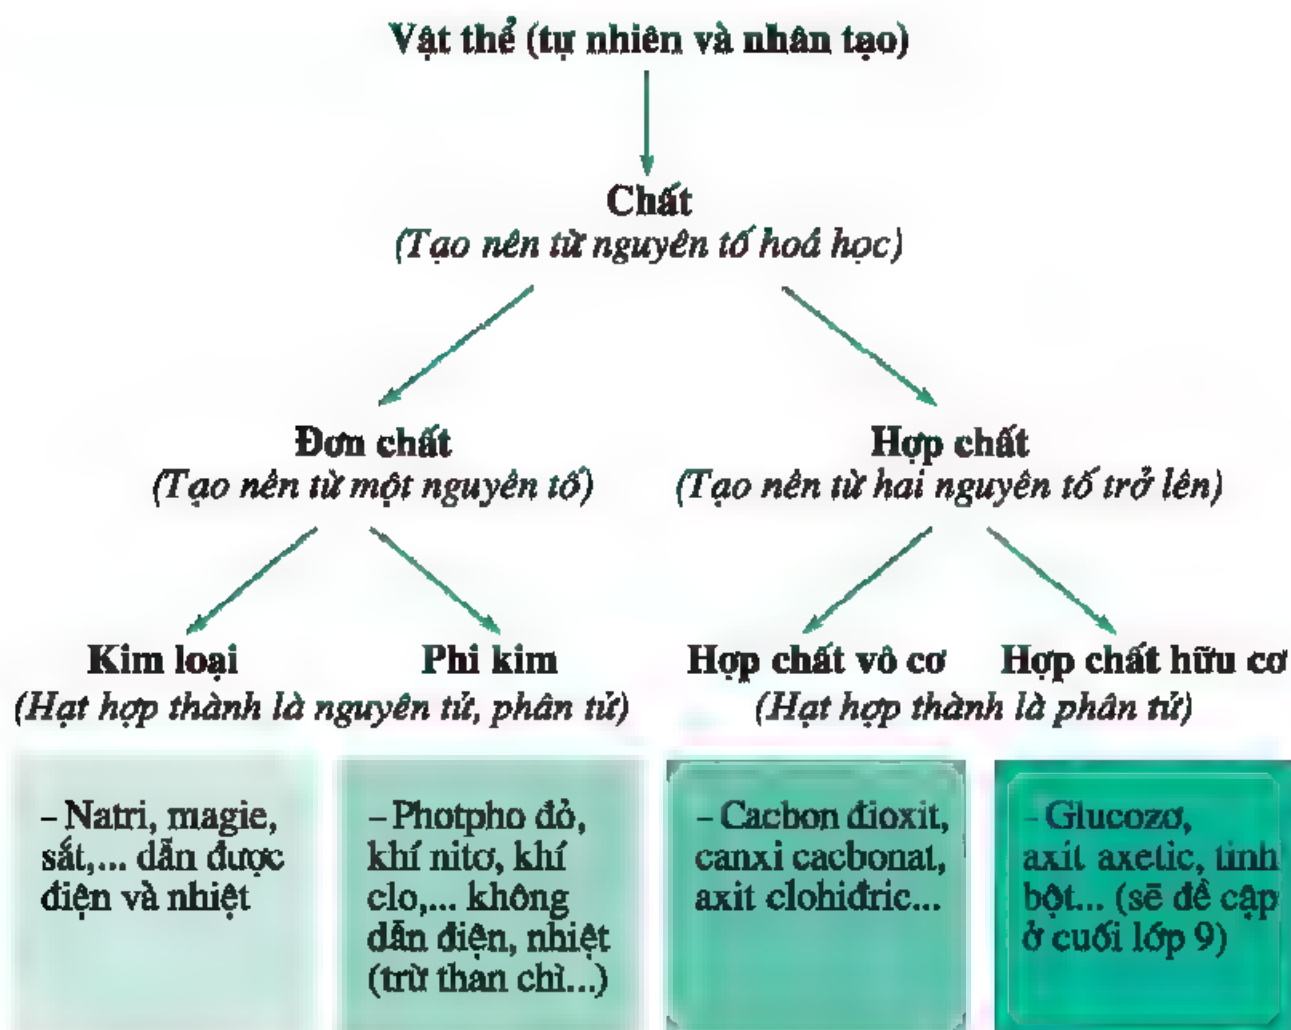 Vật thể (tự nhiên và nhân tạo)
Chất
(Tạo nên từ nguyên tố hoá học)
Đơn chất
(Tạo nên từ một nguyên tố)
Hợp chất
(Tạo nên từ hai nguyên tố trở lên)
Kim loại
Phi kim
(Hạt hợp thành là nguyên tử, phân tử)
Hợp chất vô cơ
Hợp chất hữu cơ
(Hạt hợp thành là phân tử)
– Natri, magie,
sắt,... dẫn được
điện và nhiệt
– Photpho đỏ,
khí nitơ, khí
clo,... không
dẫn điện, nhiệt
(trừ than chì...)
– Cacbon đioxit,
canxi cacbonat,
axit clohiđric...
– Glucozơ,
axit axetic, tinh
bột... (sẽ đề cập
ở cuối lớp 9)